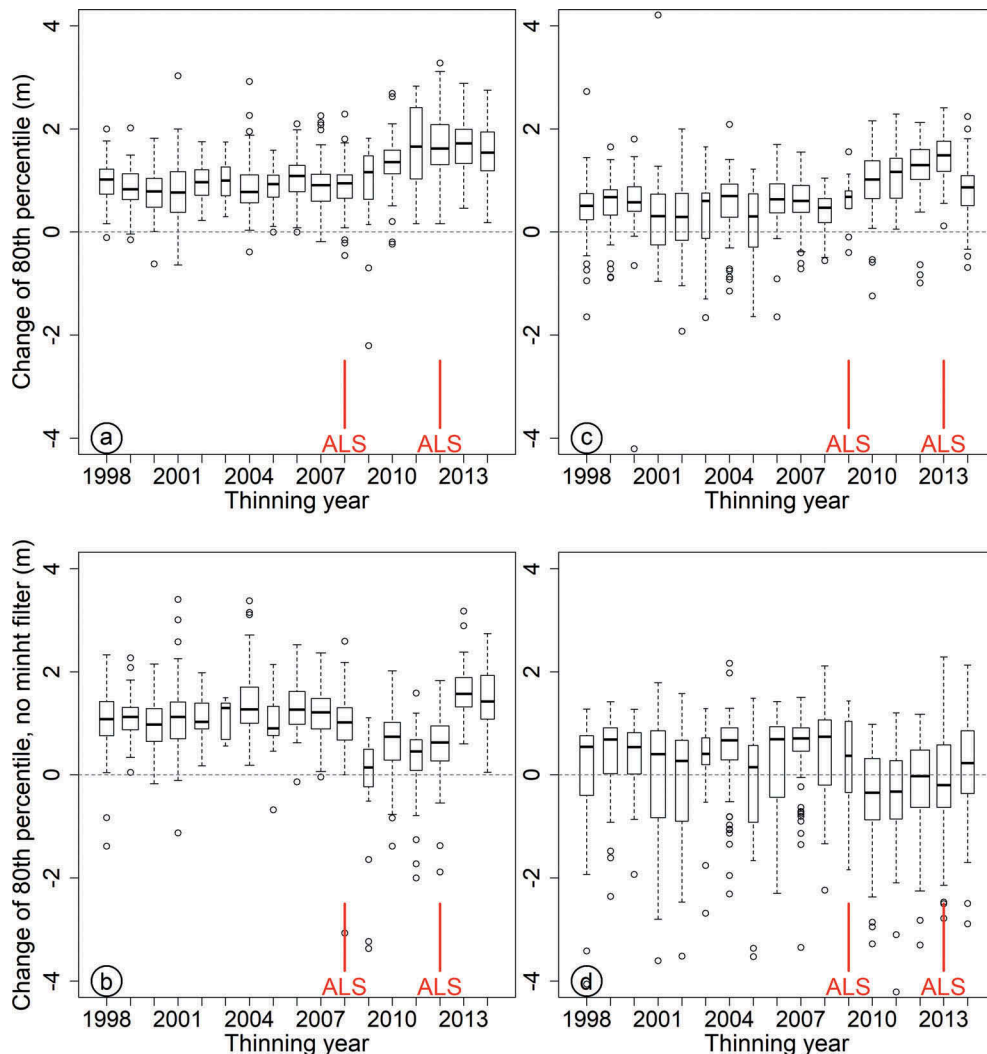 Change of 80th percentile (m)
4
2
0
-2
-4
a
ALS
ALS
1998 2001 2004 2007 2010 2013
Thinning year
4
2
0
-2
-4
c
ALS
ALS
1998 2001 2004 2007 2010 2013
Thinning year
Change of 80th percentile, no minht filter (m)
4
2
0
-2
-4
b
ALS
ALS
1998 2001 2004 2007 2010 2013
Thinning year
4
2
0
-2
-4
d
ALS
ALS
1998 2001 2004 2007 2010 2013
Thinning year